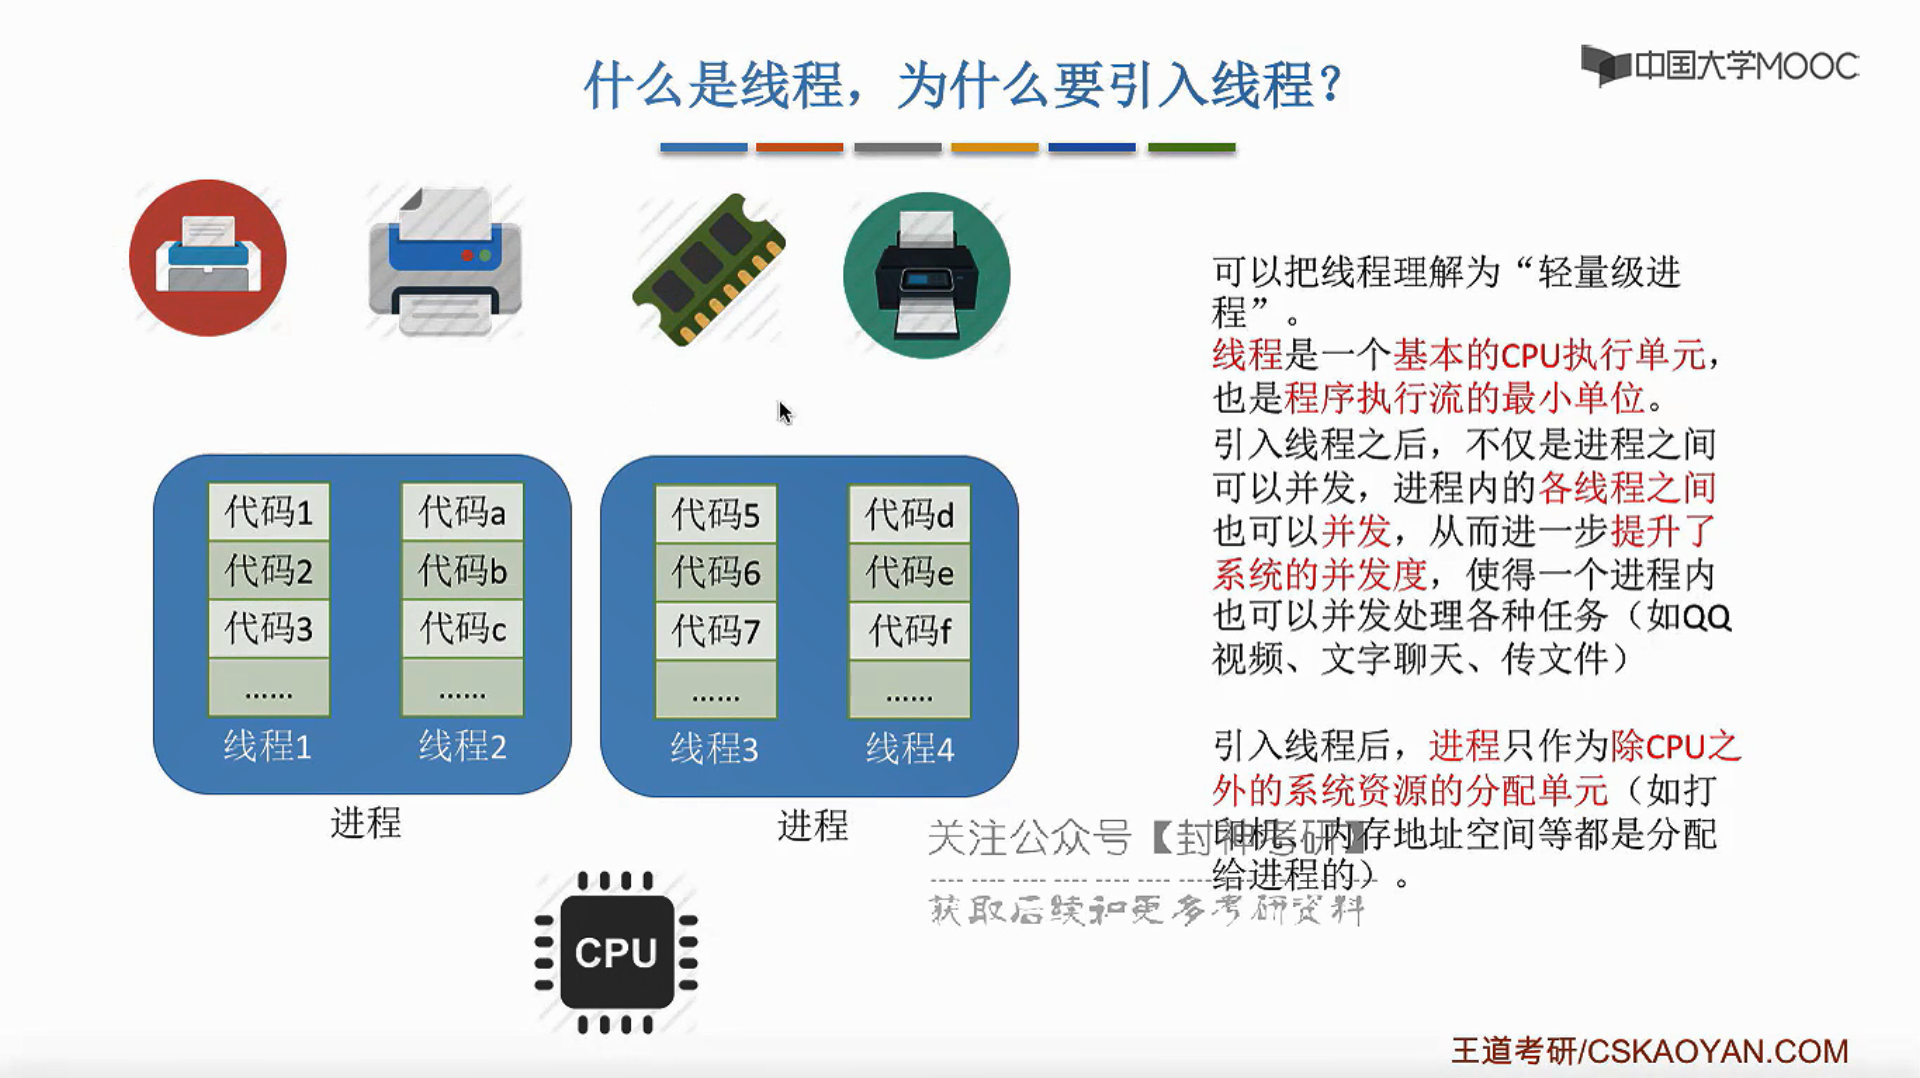 什么是线程，为什么要引入线程？
中国大学MOOC
可以把线程理解为“轻量级进
程”。
线程是一个基本的CPU执行单元，
也是程序执行流的最小单位。
引入线程之后，不仅是进程之间
可以并发，进程内的各线程之间
也可以并发，从而进一步提升了
系统的并发度，使得一个进程内
也可以并发处理各种任务（如QQ
视频、文字聊天、传文件）
引入线程后，进程只作为除CPU之
外的系统资源的分配单元（如打
印机、内存地址空间等都是分配
给进程的）。
代码1
代码2
代码3
......
线程1
代码a
代码b
代码c
......
线程2
进程
代码5
代码6
代码7
......
线程3
代码d
代码e
代码f
......
线程4
进程
CPU
关注公众号【封神考研】
获取后续和更多考研资料
王道考研/CSKAOYAN.COM